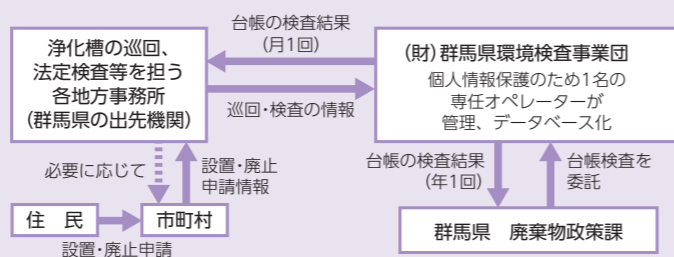 台帳の検査結果
(月1回)
浄化槽の巡回、
法定検査等を担う
各地方事務所
(群馬県の出先機関)
(財)群馬県環境検査事業団
個人情報保護のため1名の
専任オペレーターが
管理、データベース化
巡回・検査の情報
必要に応じて
設置・廃止
申請情報
台帳の検査結果
(年1回)
台帳検査を
委託
住 民
市町村
設置・廃止申請
群馬県 廃棄物政策課